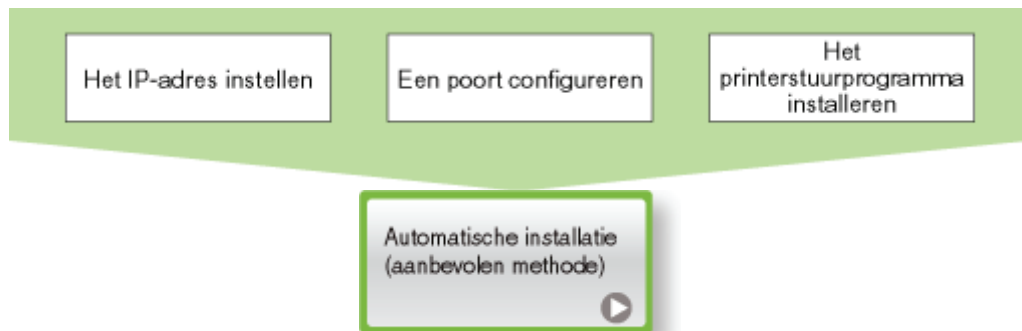 Het IP-adres instellen
Een poort configureren
Het
printerstuurprogramma
installeren
Automatische installatie
(aanbevolen methode)